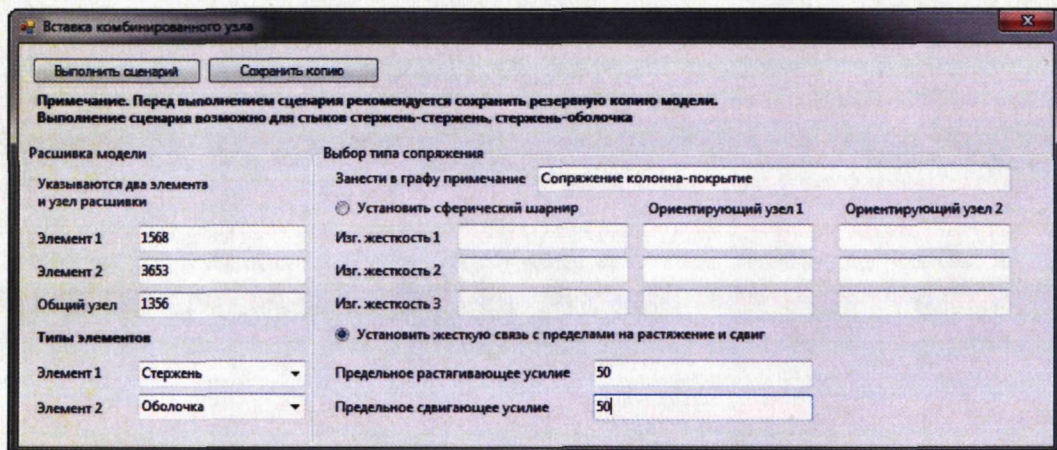 Вставка комбинированного узла
Выполнить сценарий Сохранить копию
Примечание. Перед выполнением сценария рекомендуется сохранить резервную копию модели.
Выполнение сценария возможно для стыков стержень-стержень, стержень-оболочка
Расшивка модели
Указываются два элемента
и узел расшивки
Элемент 1 1568
Элемент 2 3653
Общий узел 1356
Типы элементов
Элемент 1 Стержень
Элемент 2 Оболочка
Выбор типа сопряжения
Занести в графу примечание Сопряжение колонна-покрытие
Установить сферический шарнир Ориентирующий узел 1 Ориентирующий узел 2
Изг. жесткость 1
Изг. жесткость 2
Изг. жесткость 3
Установить жесткую связь с пределами на растяжение и сдвиг
Предельное растягивающее усилие 50
Предельное сдвигающее усилие 50